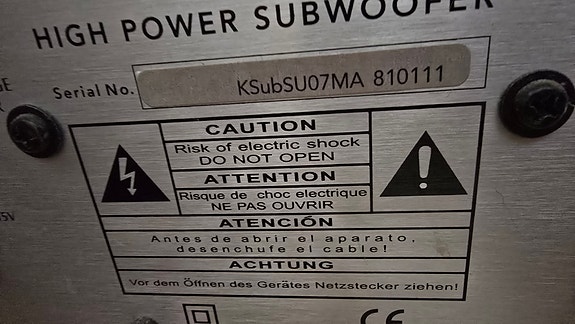 HIGH POWER SUBWOOFER
Serial No. KSubSU07MA 810111
CAUTION
Risk of electric shock
DO NOT OPEN
ATTENTION
Risque de choc electrique
NE PAS OUVRIR
ATENCIÓN
Antes de abrir el aparato,
desenchufe el cable!
ACHTUNG
Vor dem Öffnen des Gerätes Netzstecker ziehen!
CE